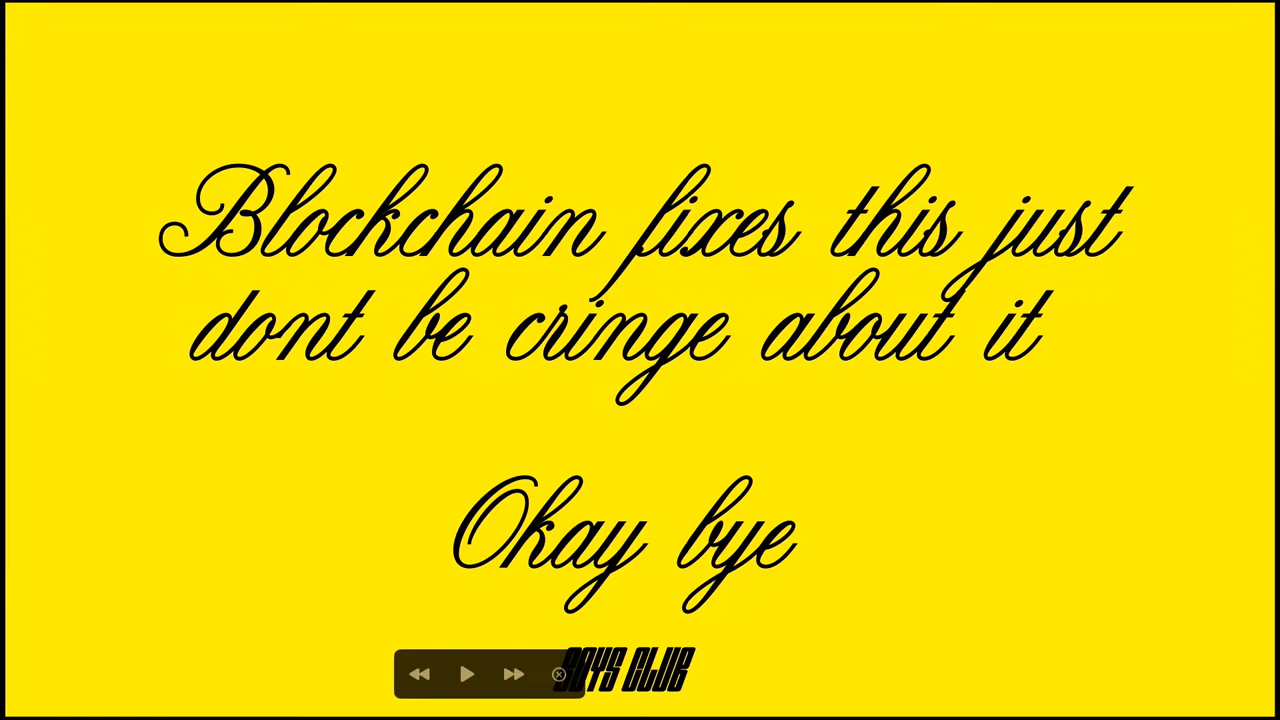 Blockchain fixes this just
dont be cringe about it
Okay bye
BOYS CLUB